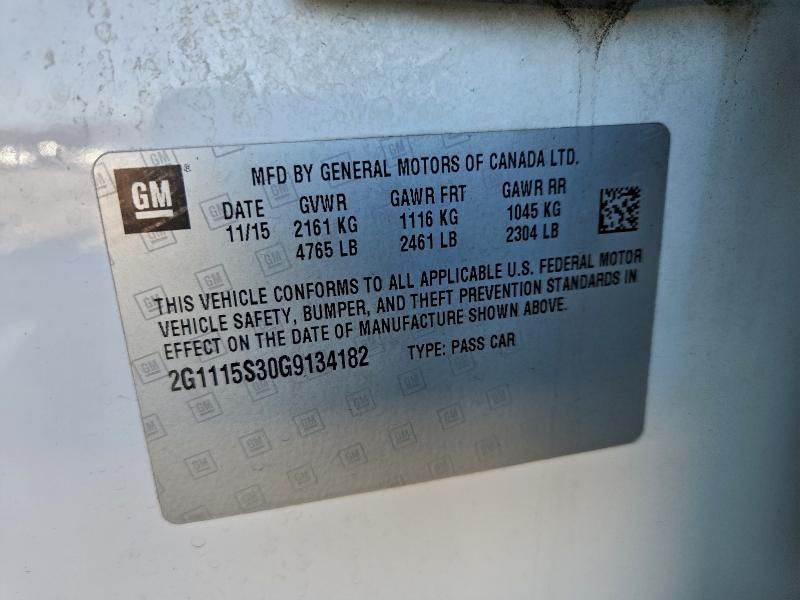 GM
MFD BY GENERAL MOTORS OF CANADA LTD.
DATE GVWR GAWR FRT GAWR RR
11/15 2161 KG 1116 KG 1045 KG
4765 LB 2461 LB 2304 LB
THIS VEHICLE CONFORMS TO ALL APPLICABLE U.S. FEDERAL MOTOR
VEHICLE SAFETY, BUMPER, AND THEFT PREVENTION STANDARDS IN
EFFECT ON THE DATE OF MANUFACTURE SHOWN ABOVE.
2G1115S30G9134182 TYPE: PASS CAR